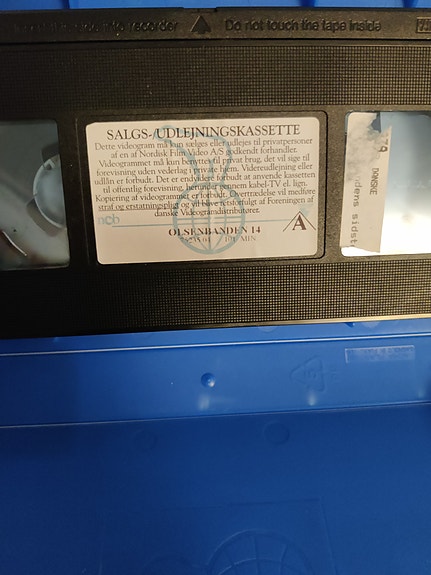 recorder Do not touch the tape inside
SALGS-/UDLEJNINGSKASSETTE
Dette videogram må kun sælges eller udlejes til privatpersoner
af en af Nordisk Film Video A/S godkendt forhandler.
Videogrammet må kun benyttes til privat brug, det vil sige til
forevisning uden vederlag i hjemmet. Videreudlejning eller
udlån er forbudt. Det er endvidere forbudt at anvende kassetten
til offentlig forevisning, herunder gennem kabel-TV el. lign.
Kopiering af videogrammet er forbudt. Overtrædelse vil medføre
straf og erstatningspligt og vil blive retsforfulgt af Foreningen af
danske Videogramdistributører.
ncb
OLSENBANDEN 14
101 MIN
A
DANSKE
ndens sidst